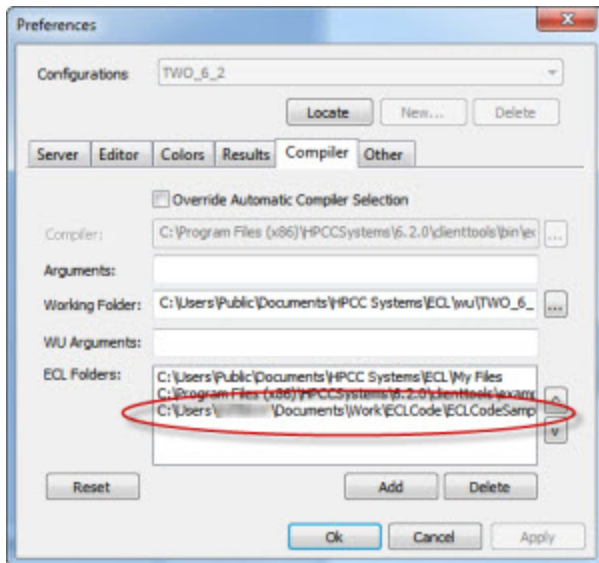 Preferences
Configurations TWO_6_2
Locate New... Delete
Server Editor Colors Results Compiler Other
Override Automatic Compiler Selection
Compiler: C:\Program Files (x86)\HPCCSystems\6.2.0\clienttools\bin\ec ...
Arguments:
Working Folder: C:\Users\Public\Documents\HPCC Systems\ECL\wu\TWO_6_ ...
WU Arguments:
ECL Folders: C:\Users\Public\Documents\HPCC Systems\ECL\My Files
C:\Program Files (x86)\HPCCSystems\6.2.0\clienttools\examp
C:\Users\ \Documents\Work\ECLCode\ECLCodeSamp
Reset Add Delete
Ok Cancel Apply